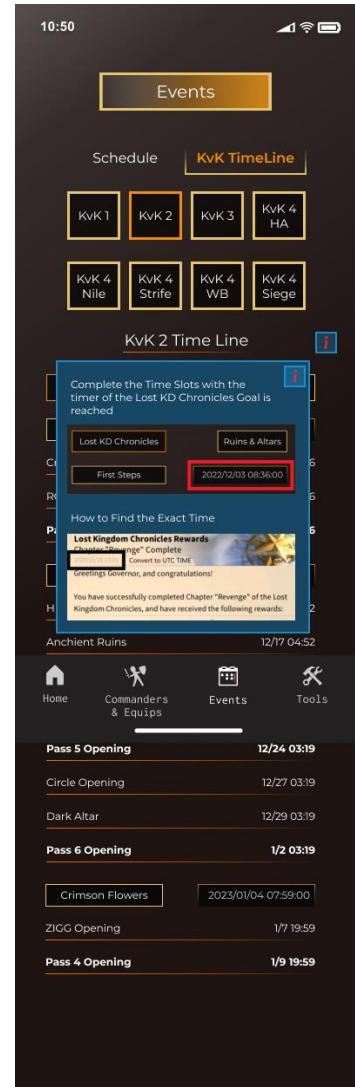 10:50
Events
Schedule
KvK TimeLine
KvK 1
KvK 2
KvK 3
KvK 4
HA
KvK 4
Nile
KvK 4
Strife
KvK 4
WB
KvK 4
Siege
KvK 2 Time Line
i
Complete the Time Slots with the
timer of the Lost KD Chronicles Goal is
reached
i
Lost KD Chronicles
Ruins & Altars
First Steps
2022/12/03 08:36:00
How to Find the Exact
Time
Lost Kingdom Chronicles Rewards
Chapter "Revenge" Complete
Convert to UTC TIME
Greetings Governor, and congratulations!
You have successfully completed Chapter "Revenge" of the Lost
Kingdom Chronicles, and have received the following rewards:
Anchient Ruins
12/17 04:52
Home
Commanders
& Equips
Events
Tools
Pass 5 Opening
12/24 03:19
Circle Opening
12/27 03:19
Dark Altar
12/29 03:19
Pass 6 Opening
1/2 03:19
Crimson Flowers
2023/01/04 07:59:00
ZIGG Opening
1/7 19:59
Pass 4 Opening
1/9 19:59